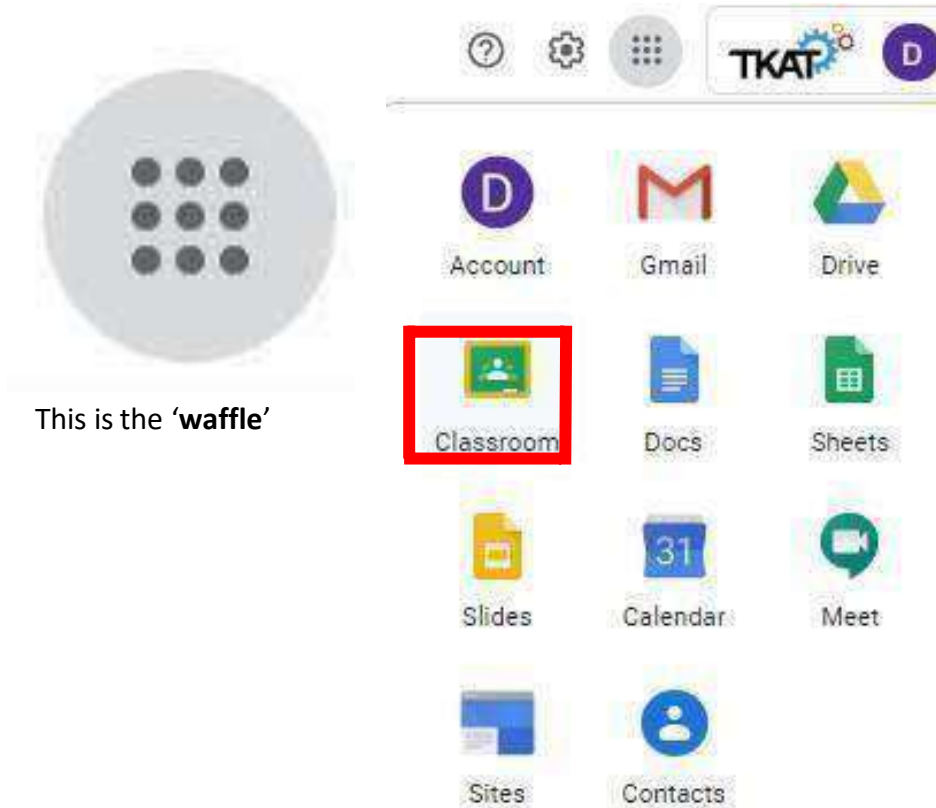 TKAT D
D
Account Gmail Drive
This is the ‘waffle’
Classroom Docs Sheets
31
Slides Calendar Meet
Sites Contacts